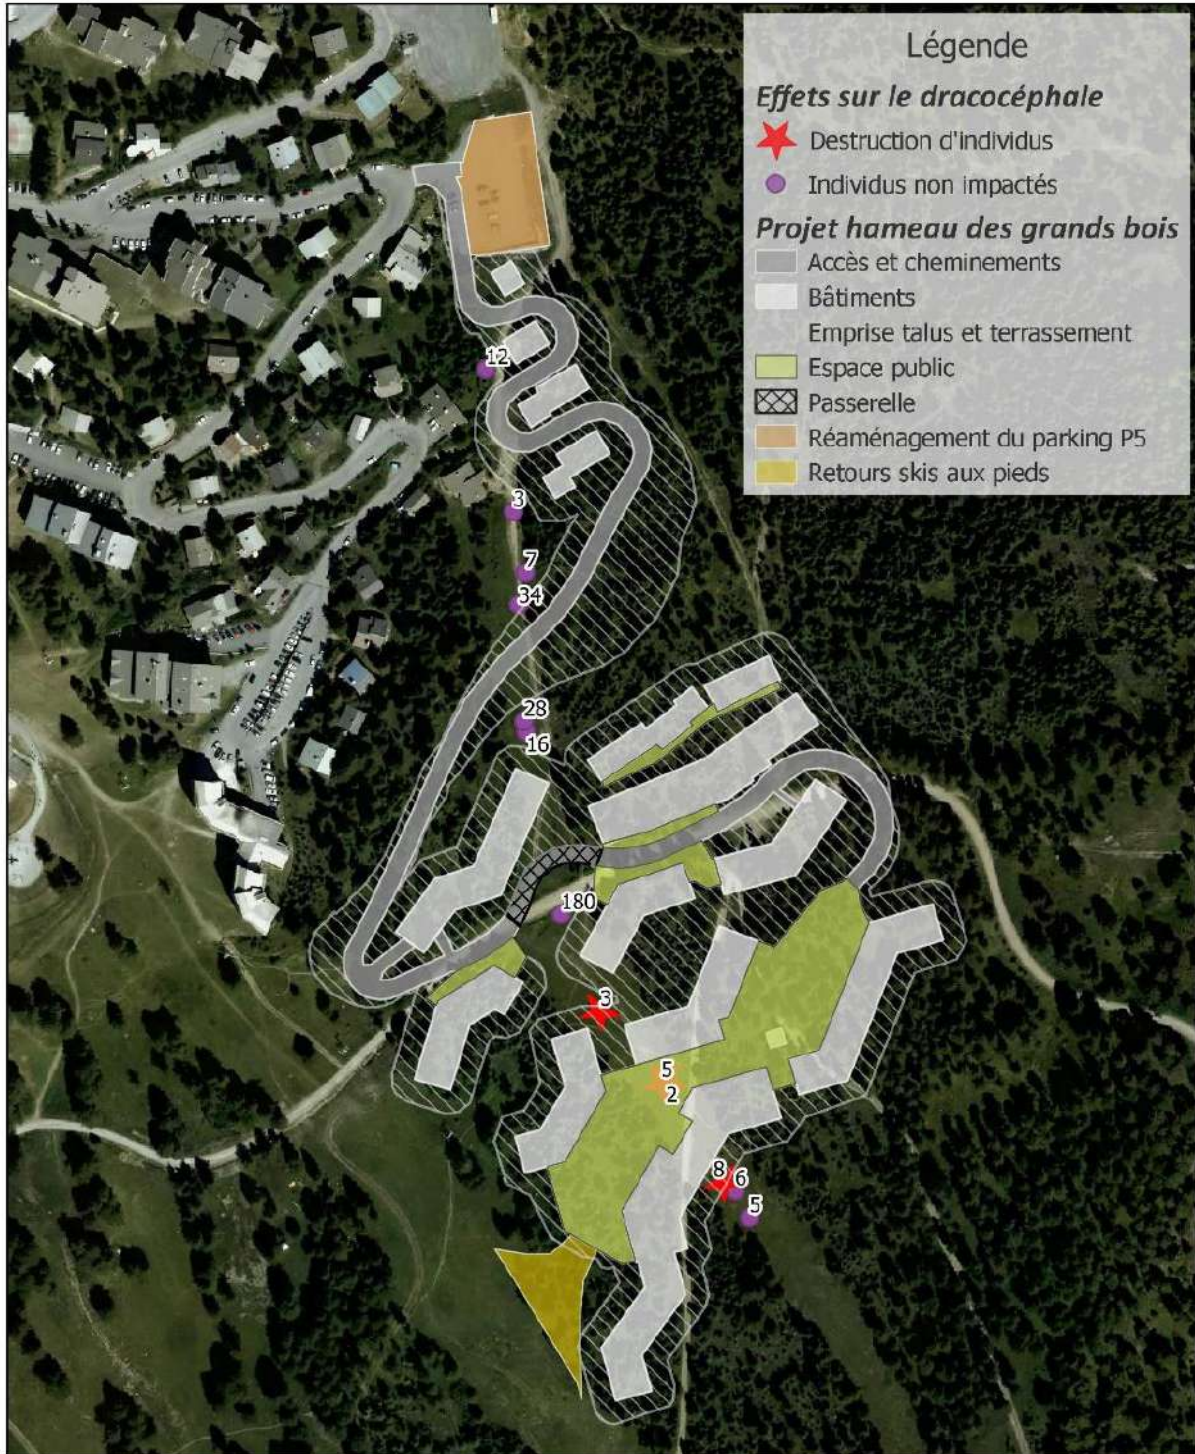 Légende
Effets sur le dracocéphale
Destruction d'individus
Individus non impactés
Projet hameau des grands bois
Accès et cheminements
Bâtiments
Emprise talus et terrassement
Espace public
Passerelle
Réaménagement du parking P5
Retours skis aux pieds
12
3
7
34
28
16
180
3
5
2
8
6
5